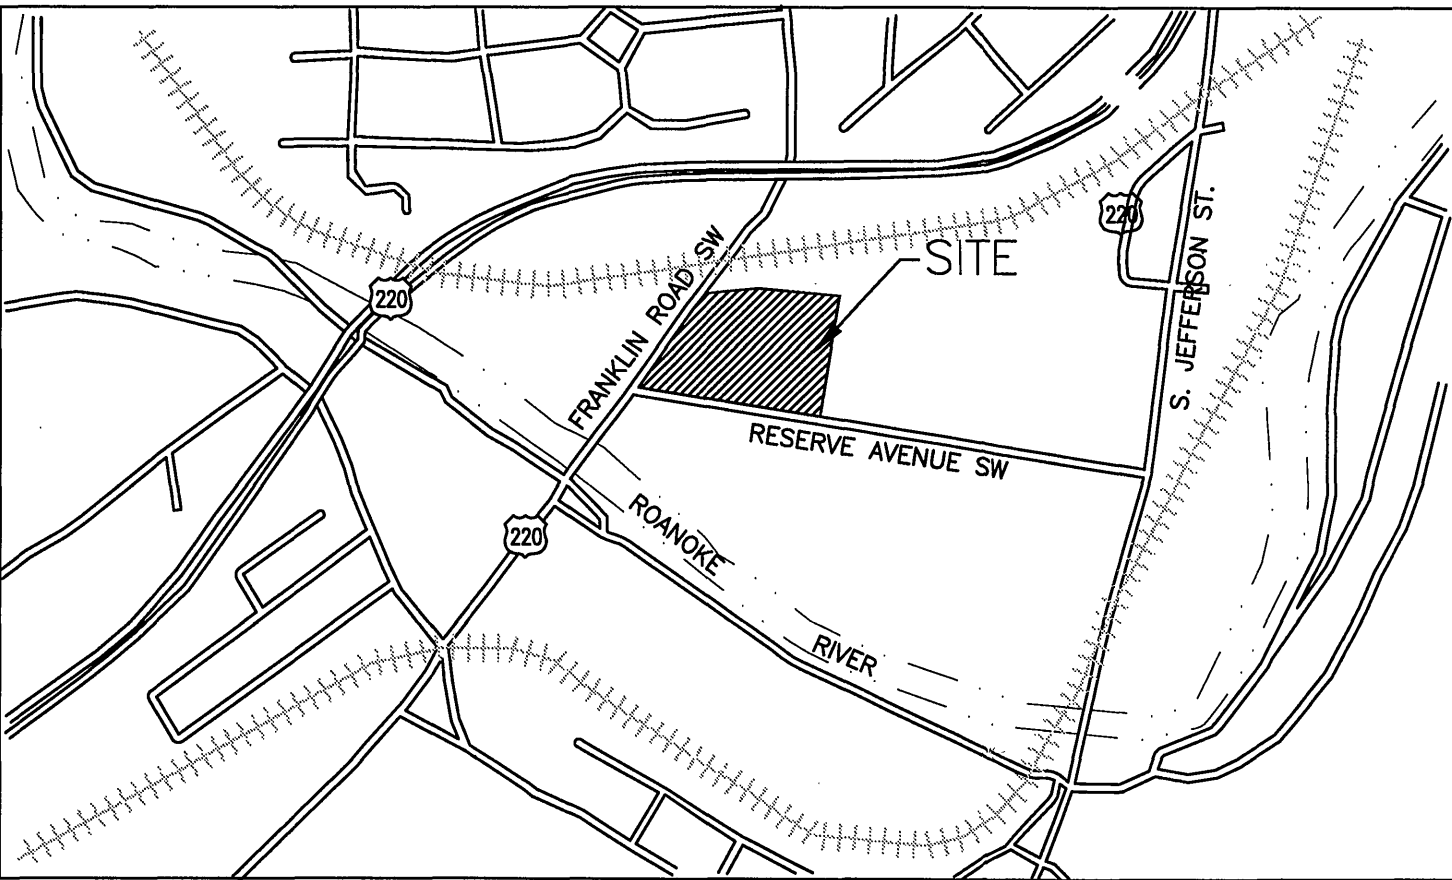 220
FRANKLIN ROAD SW
SITE
220
S. JEFFERSON ST.
RESERVE AVENUE SW
220
ROANOKE
RIVER